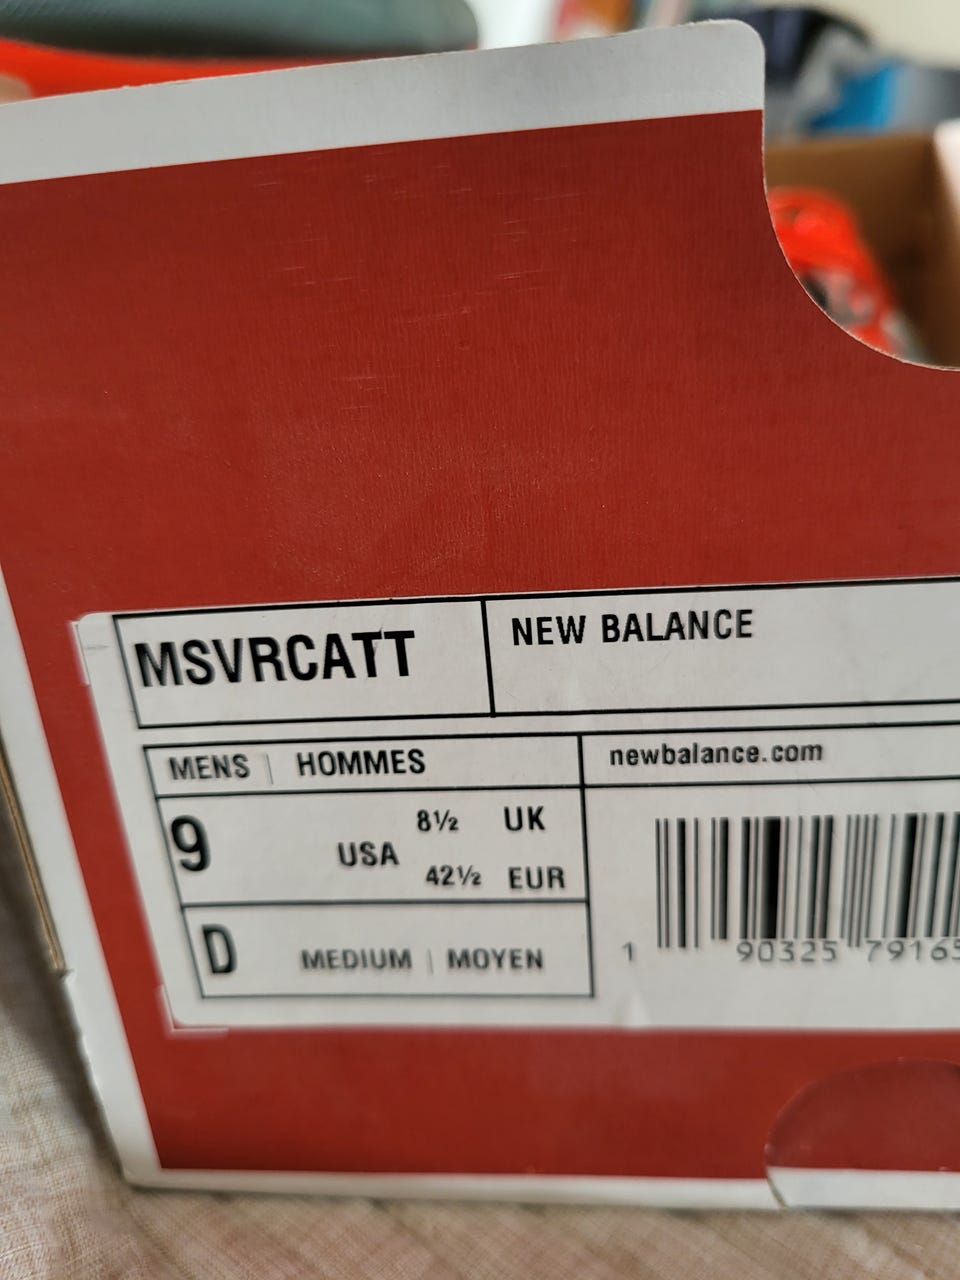 MSVRCATT
NEW BALANCE
MENS | HOMMES
newbalance.com
9 USA
8½ UK
42½ EUR
D MEDIUM | MOYEN
1 90325 79165